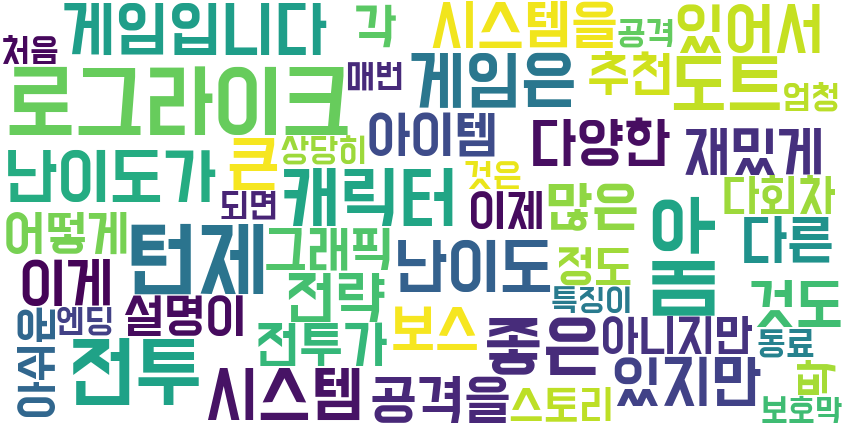 처음
게임입니다
각
시스템을
공격
있어서
로그라이크
매번
게임은
추천
도트
엄청
난이도가
큰
상당히
아이템
다양한
재밌게
되면
캐릭터
것은
이제
많은
다회차
어떻게
턴제
그래픽
난이도
정도
다른
이게
전략
특징이
것도
엔딩
설명이
전투가
보스
좋은
아니지만
동료
아쉬운
전투
시스템
공격을
스토리
있지만
보호막